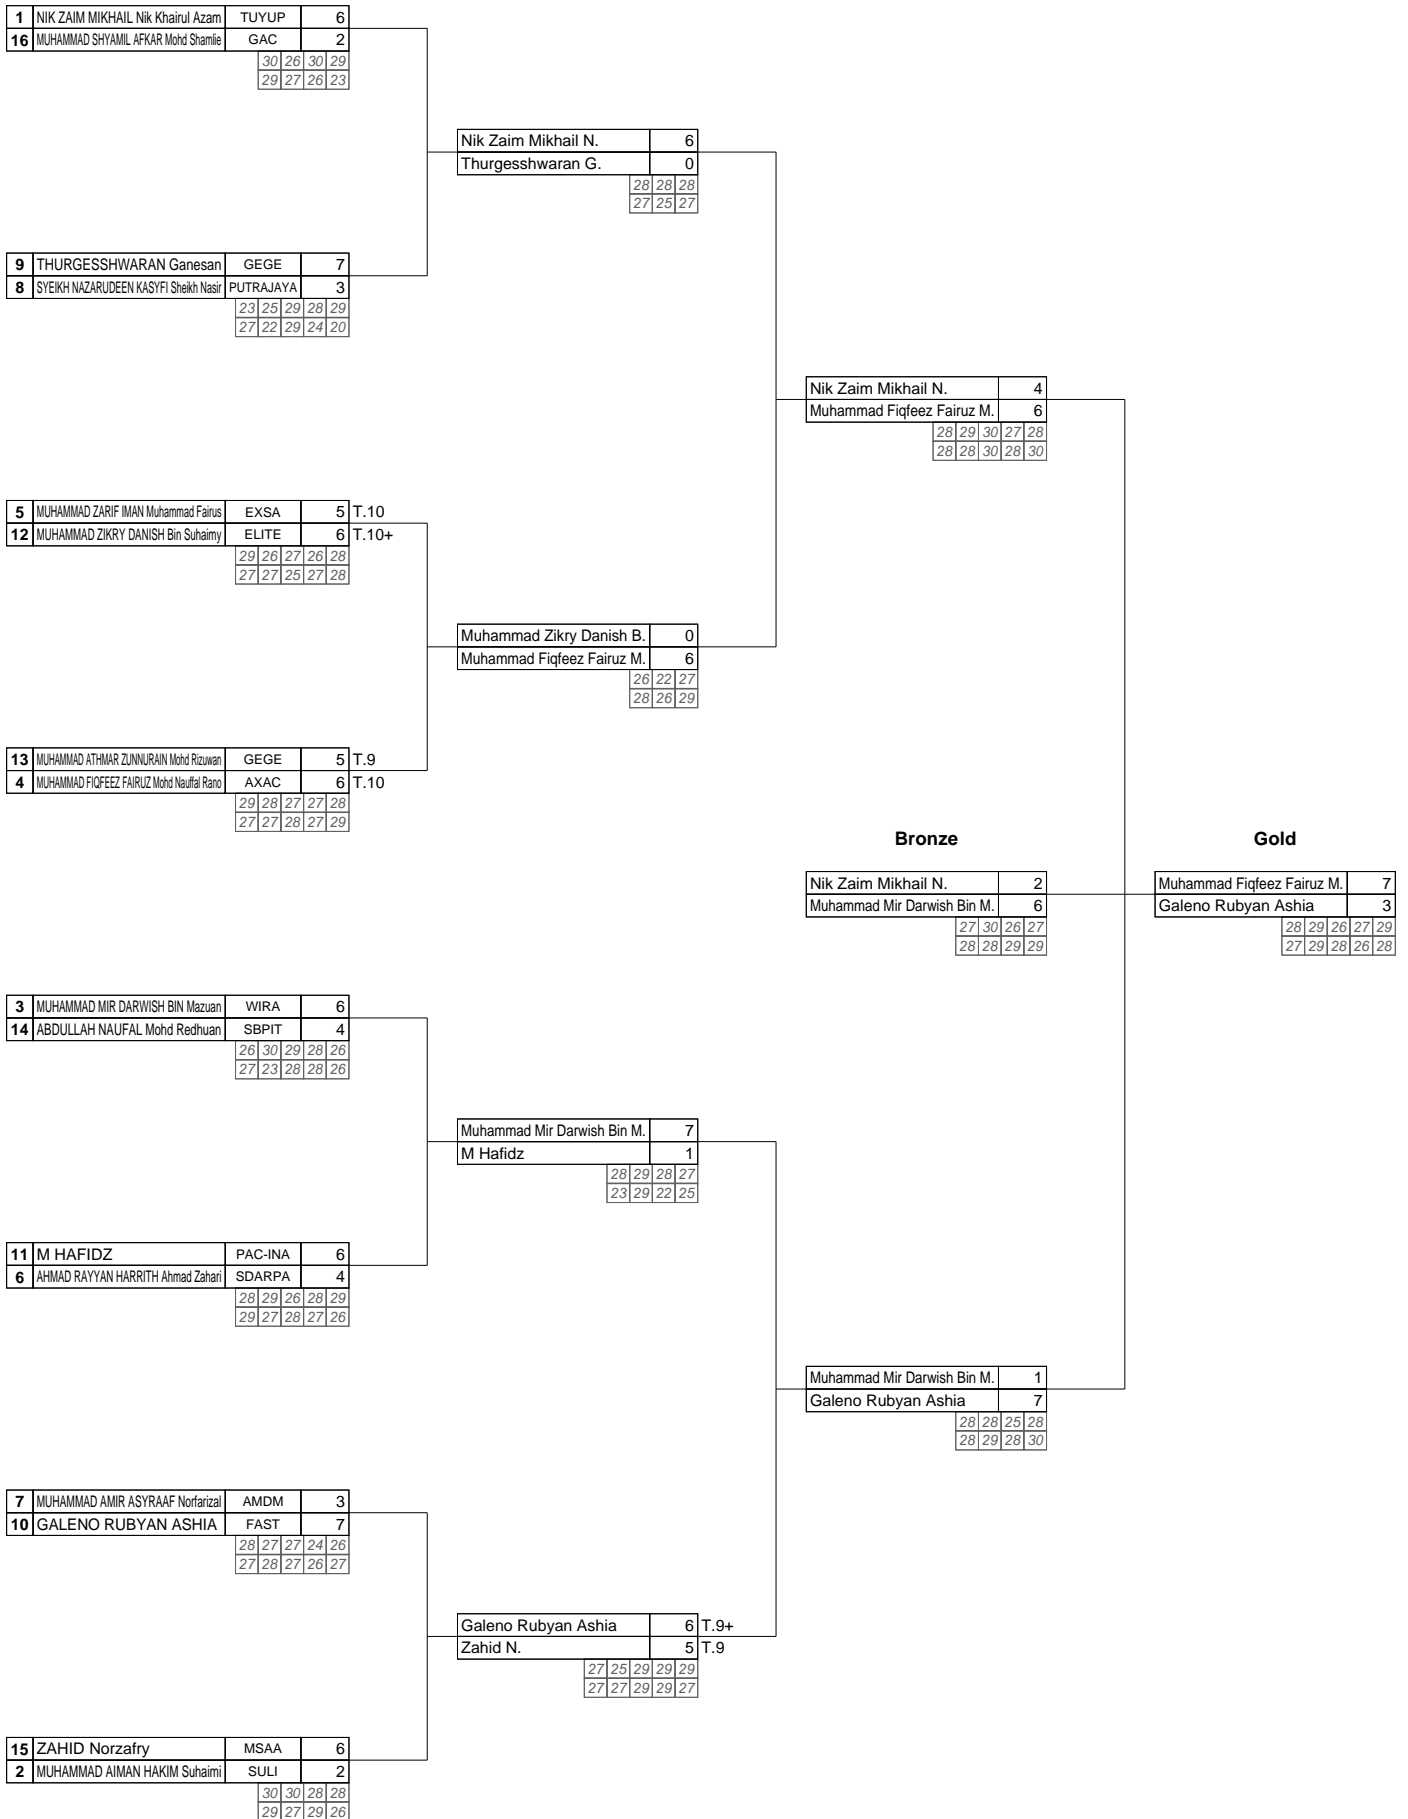 1 NIK ZAIM MIKHAIL Nik Khairul Azam TUYUP 6
16 MUHAMMAD SHYAMIL AFKAR Mohd Shamlie GAC 2
30 26 30 29
29 27 26 23
Nik Zaim Mikhail N. 6
Thurgesshwaran G. 0
28 28 28
27 25 27
9 THURGESSHWARAN Ganesan GEGE 7
8 SYEIKH NAZARUDEEN KASYFI Sheikh Nasir PUTRAJAYA 3
23 25 29 28 29
27 22 29 24 20
Nik Zaim Mikhail N. 4
Muhammad Fiqfeez Fairuz M. 6
28 29 30 27 28
28 28 30 28 30
5 MUHAMMAD ZARIF IMAN Muhammad Fairus EXSA 5 T.10
12 MUHAMMAD ZIKRY DANISH Bin Suhaimy ELITE 6 T.10+
29 26 27 26 28
27 27 25 27 28
Muhammad Zikry Danish B. 0
Muhammad Fiqfeez Fairuz M. 6
26 22 27
28 26 29
13 MUHAMMAD ATHMAR ZUNNURAIN Mohd Rizuwan GEGE 5 T.9
4 MUHAMMAD FIQFEEZ FAIRUZ Mohd Nauffal Rano AXAC 6 T.10
29 28 27 27 28
27 27 28 27 29
Bronze Gold
Nik Zaim Mikhail N. 2 Muhammad Fiqfeez Fairuz M. 7
Muhammad Mir Darwish Bin M. 6 Galeno Rubyan Ashia 3
27 30 26 27 28 29 26 27 29
28 28 29 29 27 29 28 26 28
3 MUHAMMAD MIR DARWISH BIN Mazuan WIRA 6
14 ABDULLAH NAUFAL Mohd Redhuan SBPIT 4
26 30 29 28 26
27 23 28 28 26
Muhammad Mir Darwish Bin M. 7
M Hafidz 1
28 29 28 27
23 29 22 25
11 M HAFIDZ PAC-INA 6
6 AHMAD RAYYAN HARRITH Ahmad Zahari SDARPA 4
28 29 26 28 29
29 27 28 27 26
Muhammad Mir Darwish Bin M. 1
Galeno Rubyan Ashia 7
28 28 25 28
28 29 28 30
7 MUHAMMAD AMIR ASYRAAF Norfarizal AMDM 3
10 GALENO RUBYAN ASHIA FAST 7
28 27 27 24 26
27 28 27 26 27
Galeno Rubyan Ashia 6 T.9+
Zahid N. 5 T.9
27 25 29 29 29
27 27 29 29 27
15 ZAHID Norzafry MSAA 6
2 MUHAMMAD AIMAN HAKIM Suhaimi SULI 2
30 30 28 28
29 27 29 26